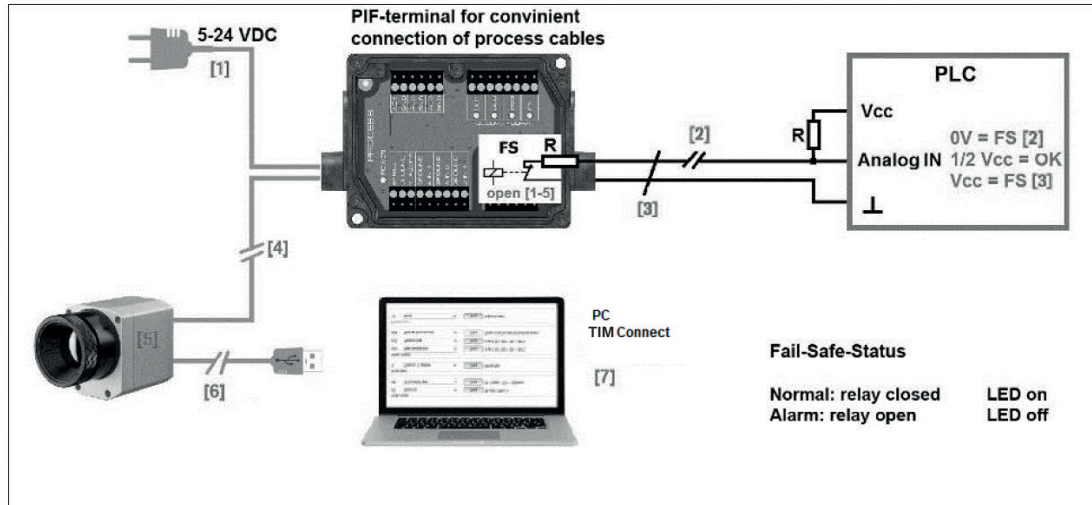 5-24 VDC
[1]
PIF-terminal for convinient
connection of process cables
PROCESS
FS
R
open [1-5]
[2]
[3]
PLC
Vcc
R
Analog IN
0V = FS [2]
1/2 Vcc = OK
Vcc = FS [3]
[4]
[5]
[6]
PC
TIM Connect
[7]
Fail-Safe-Status
Normal: relay closed LED on
Alarm: relay open LED off